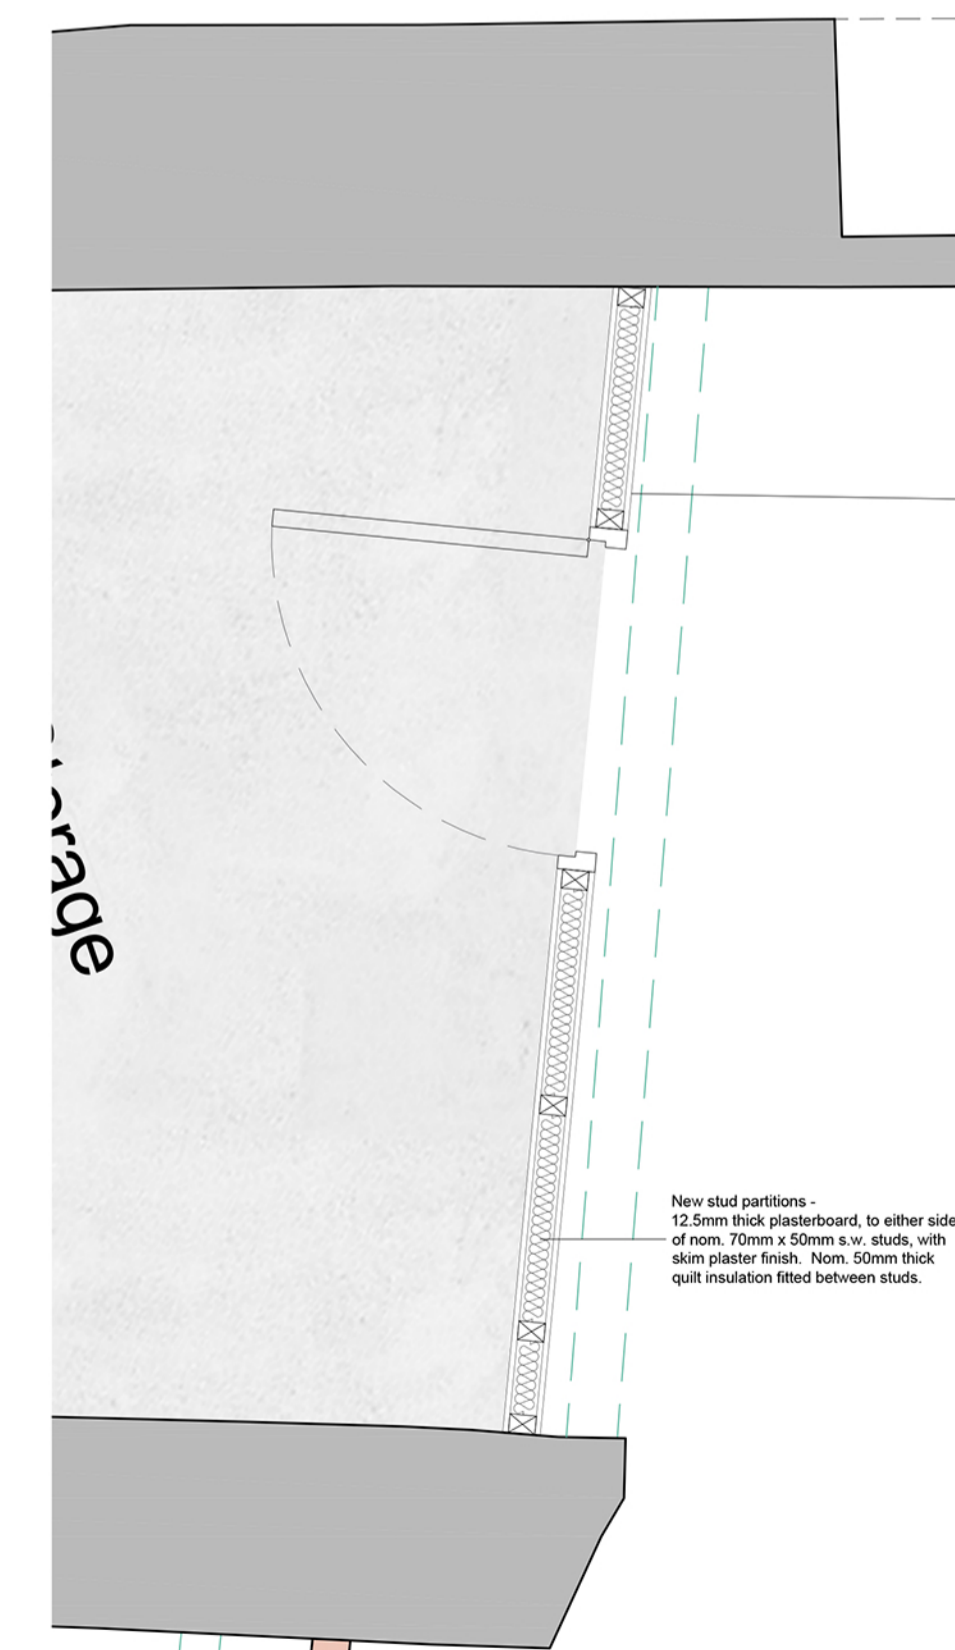 orage
New stud partitions -
12.5mm thick plasterboard, to either side
of nom. 70mm x 50mm s.w. studs, with
skim plaster finish. Nom. 50mm thick
quilt insulation fitted between studs.